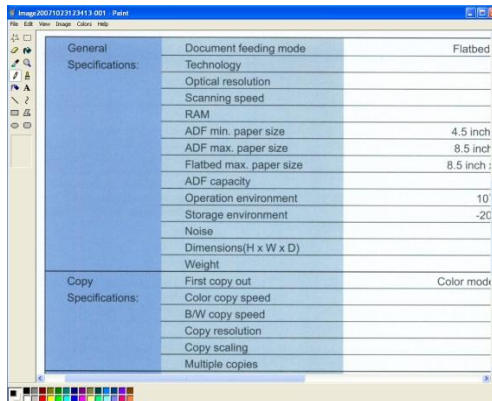 Image20071023123413-001 - Paint
File Edit View Image Colors Help
General Document feeding mode Flatbed
Specifications: Technology
Optical resolution
Scanning speed
RAM
ADF min. paper size 4.5 inch
ADF max. paper size 8.5 inch
Flatbed max. paper size 8.5 inch
ADF capacity
Operation environment 10
Storage environment -20
Noise
Dimensions(H x W x D)
Weight
Copy First copy out Color mode
Specifications: Color copy speed
B/W copy speed
Copy resolution
Copy scaling
Multiple copies